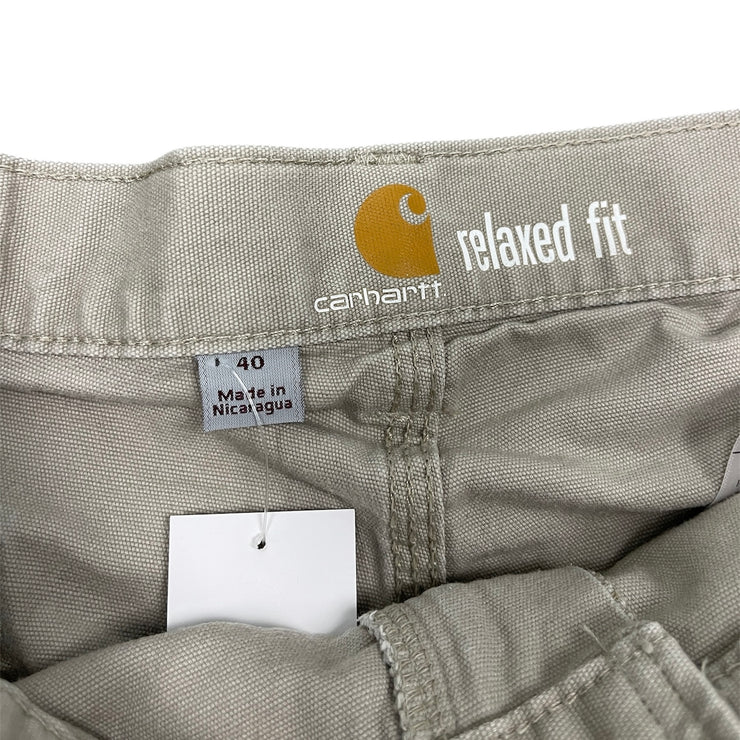 relaxed fit
carhartt
40
Made in
Nicaragua